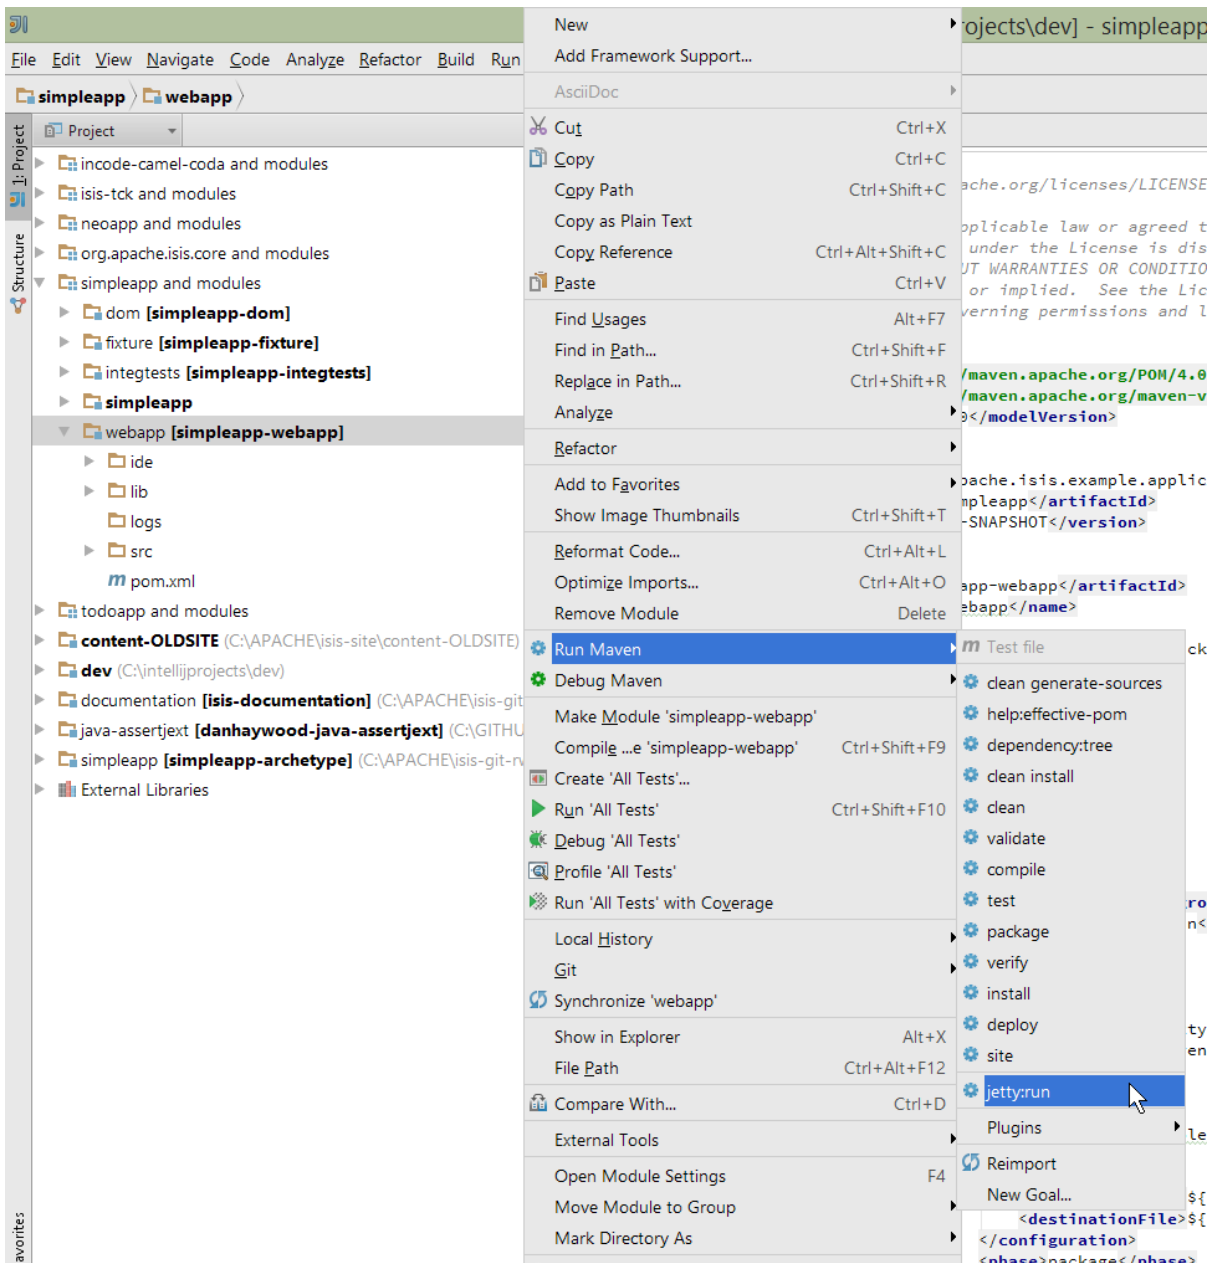 ojects\dev] - simpleapp
File Edit View Navigate Code Analyze Refactor Build Run
simpleapp webapp
1: Project
Structure
avorites
Project
incode-camel-coda and modules
isis-tck and modules
neoapp and modules
org.apache.isis.core and modules
simpleapp and modules
dom [simpleapp-dom]
fixture [simpleapp-fixture]
integtests [simpleapp-integtests]
simpleapp
webapp [simpleapp-webapp]
ide
lib
logs
src
pom.xml
todoapp and modules
content-OLDSITE (C:\APACHE\isis-site\content-OLDSITE)
dev (C:\intellijprojects\dev)
documentation [isis-documentation] (C:\APACHE\isis-git
java-assertjext [danhaywood-java-assertjext] (C:\GITHU
simpleapp [simpleapp-archetype] (C:\APACHE\isis-git-rw
External Libraries
New
Add Framework Support...
AsciiDoc
Cut Ctrl+X
Copy Ctrl+C
Copy Path Ctrl+Shift+C
Copy as Plain Text
Copy Reference Ctrl+Alt+Shift+C
Paste Ctrl+V
Find Usages Alt+F7
Find in Path... Ctrl+Shift+F
Replace in Path... Ctrl+Shift+R
Analyze
Refactor
Add to Favorites
Show Image Thumbnails Ctrl+Shift+T
Reformat Code... Ctrl+Alt+L
Optimize Imports... Ctrl+Alt+O
Remove Module Delete
Run Maven
Debug Maven
Make Module 'simpleapp-webapp'
Compile ...e 'simpleapp-webapp' Ctrl+Shift+F9
Create 'All Tests'...
Run 'All Tests' Ctrl+Shift+F10
Debug 'All Tests'
Profile 'All Tests'
Run 'All Tests' with Coverage
Local History
Git
Synchronize 'webapp'
Show in Explorer Alt+X
File Path Ctrl+Alt+F12
Compare With... Ctrl+D
External Tools
Open Module Settings F4
Move Module to Group
Mark Directory As
Test file
clean generate-sources
help:effective-pom
dependency:tree
clean install
clean
validate
compile
test
package
verify
install
deploy
site
jetty:run
Plugins
Reimport
New Goal...
ache.org/licenses/LICENSE
pplicable law or agreed t
under the License is dis
UT WARRANTIES OR CONDITIO
or implied. See the Lic
verning permissions and l
/maven.apache.org/POM/4.0
/maven.apache.org/maven-v
0</modelVersion>
pache.isis.example.applic
mpleapp</artifactId>
-SNAPSHOT</version>
app-webapp</artifactId>
ebapp</name>
ck
ro
n<
ty
en
le
${
<destinationFile>${
</configuration>
<phase>package</phase>